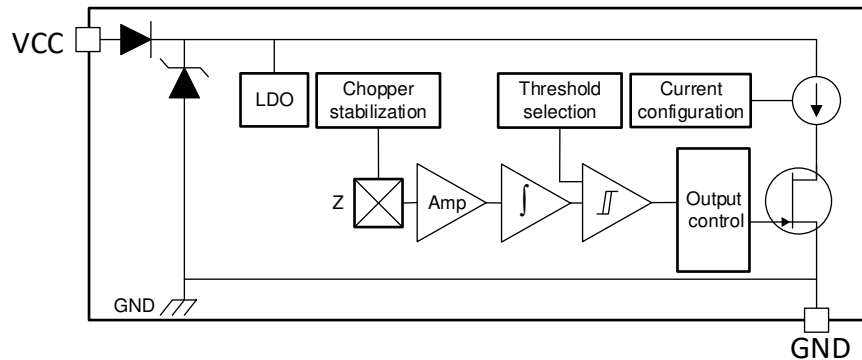 VCC
LDO
Chopper
stabilization
Threshold
selection
Current
configuration
Z
Amp
∫
Output
control
GND
GND